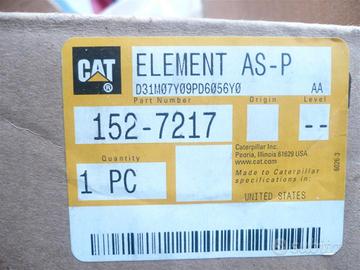 CAT
®
ELEMENT AS-P
D31M07Y09PD6056Y0 AA
Part Number Origin Level
152-7217 --
Caterpillar Inc.
Peoria, Illinois 61629 USA
www.cat.com
Quantity
1 PC
Made to Caterpillar
specifications in
UNITED STATES